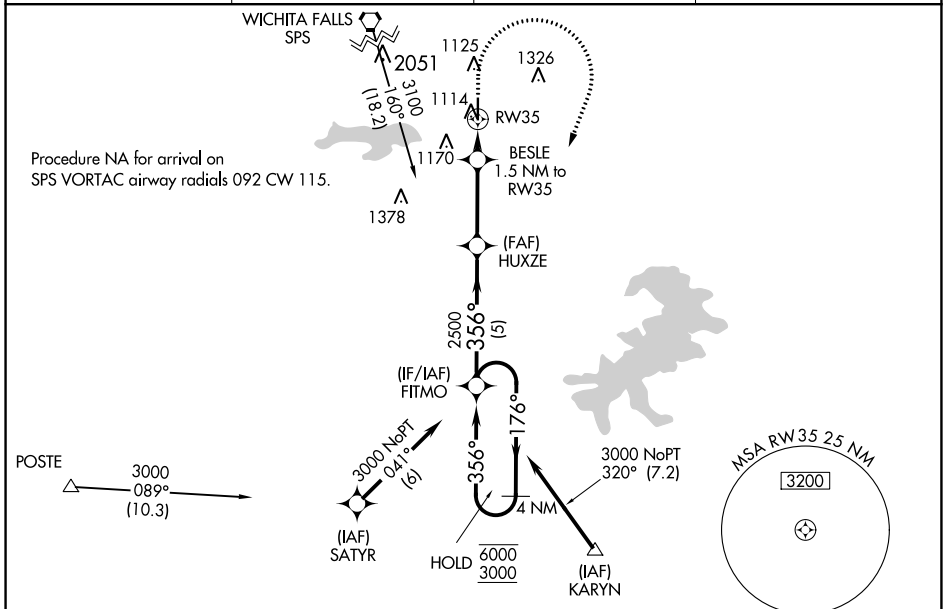 WICHITA FALLS
SPS
2051
3100
160°
(18.2)
1125
1326
1114
RW35
1170
BESLE
1.5 NM to
RW35
Procedure NA for arrival on
SPS VORTAC airway radials 092 CW 115.
1378
(FAF)
HUXZE
2500
356°
(5)
(IF/IAF)
FITMO
176°
356°
3000 NoPT
041°
(6)
POSTE
3000
089°
(10.3)
(IAF)
SATYR
4 NM
HOLD
6000
3000
3000 NoPT
320° (7.2)
(IAF)
KARYN
MSA RW35 25 NM
3200